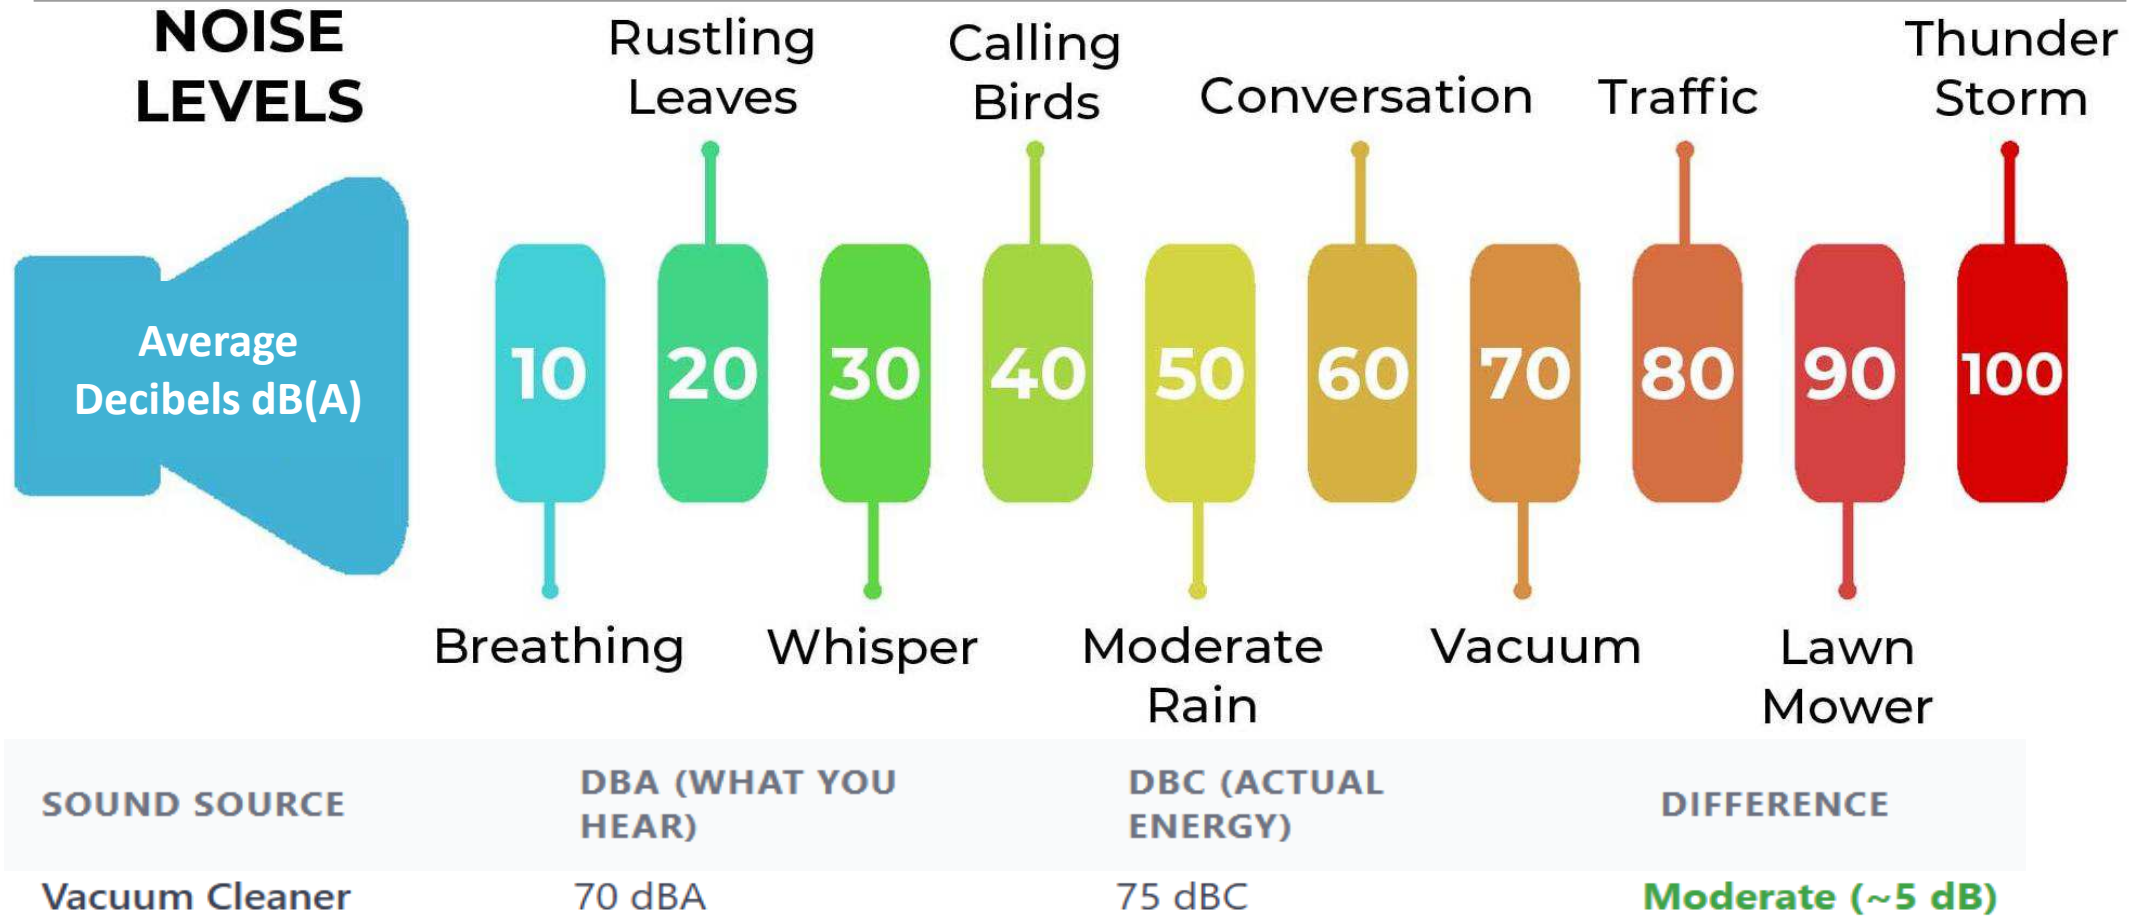 NOISE
LEVELS
Rustling
Leaves
Calling
Birds
Conversation
Traffic
Thunder
Storm
Average
Decibels dB(A)
10
20
30
40
50
60
70
80
90
100
Breathing
Whisper
Moderate
Rain
Vacuum
Lawn
Mower
SOUND SOURCE
DBA (WHAT YOU
HEAR)
DBC (ACTUAL
ENERGY)
DIFFERENCE
Vacuum Cleaner
70 dBA
75 dBC
Moderate (~5 dB)